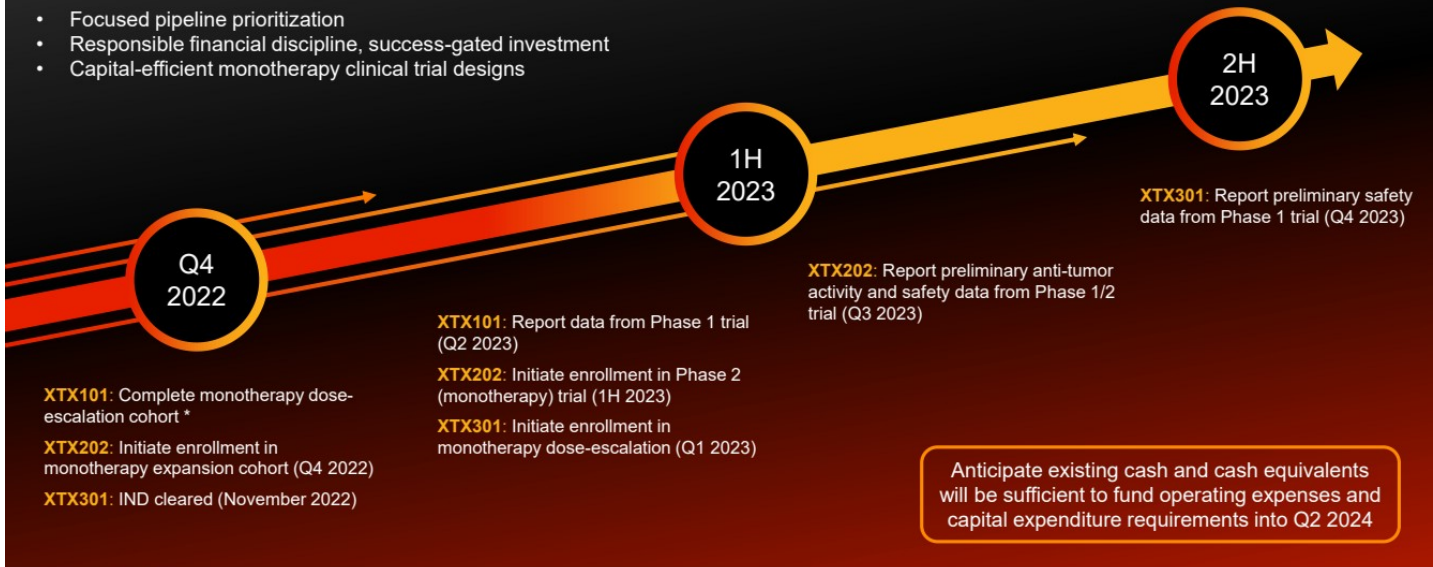 • Focused pipeline prioritization
• Responsible financial discipline, success-gated investment
• Capital-efficient monotherapy clinical trial designs
Q4
2022
XTX101: Complete monotherapy dose-
escalation cohort *
XTX202: Initiate enrollment in
monotherapy expansion cohort (Q4 2022)
XTX301: IND cleared (November 2022)
1H
2023
XTX101: Report data from Phase 1 trial
(Q2 2023)
XTX202: Initiate enrollment in Phase 2
(monotherapy) trial (1H 2023)
XTX301: Initiate enrollment in
monotherapy dose-escalation (Q1 2023)
XTX202: Report preliminary anti-tumor
activity and safety data from Phase 1/2
trial (Q3 2023)
2H
2023
XTX301: Report preliminary safety
data from Phase 1 trial (Q4 2023)
Anticipate existing cash and cash equivalents
will be sufficient to fund operating expenses and
capital expenditure requirements into Q2 2024